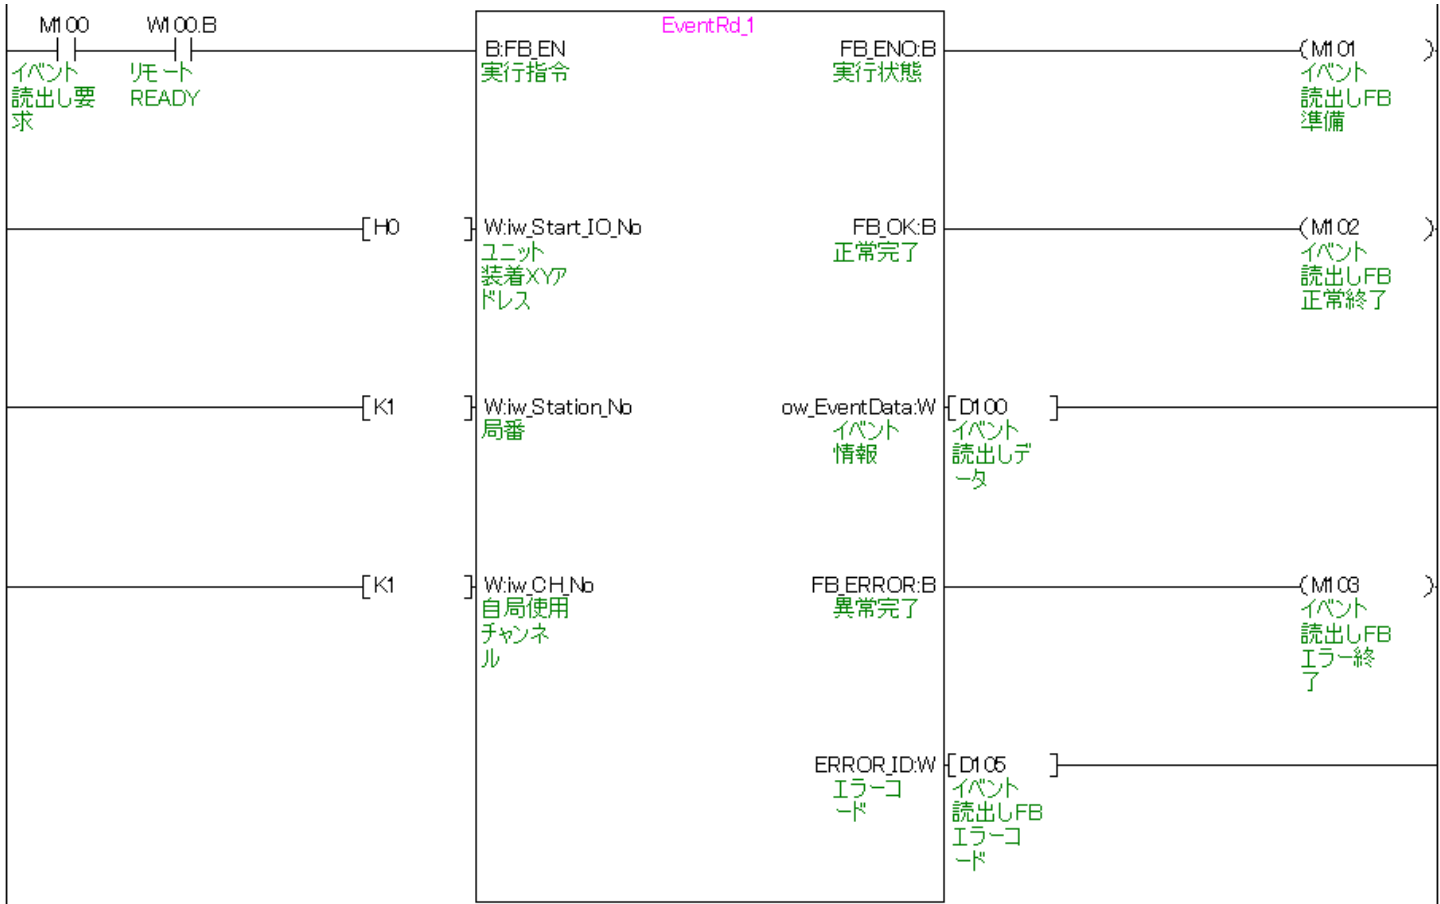 M100
W100.B
イベント
読出し要
求
リモート
READY
EventRd_1
B:FB_EN
実行指令
FB_ENO:B
実行状態
M101
イベント
読出しFB
準備
H0
W:iw_Start_IO_No
ユニット
装着XYア
ドレス
FB_OK:B
正常完了
M102
イベント
読出しFB
正常終了
K1
W:iw_Station_No
局番
ow_EventData:W
イベント
情報
D100
イベント
読出しデ
ータ
K1
W:iw_CH_No
自局使用
チャンネ
ル
FB_ERROR:B
異常完了
M103
イベント
読出しFB
エラー終
了
ERROR_ID:W
エラーコ
ード
D105
イベント
読出しFB
エラーコ
ード